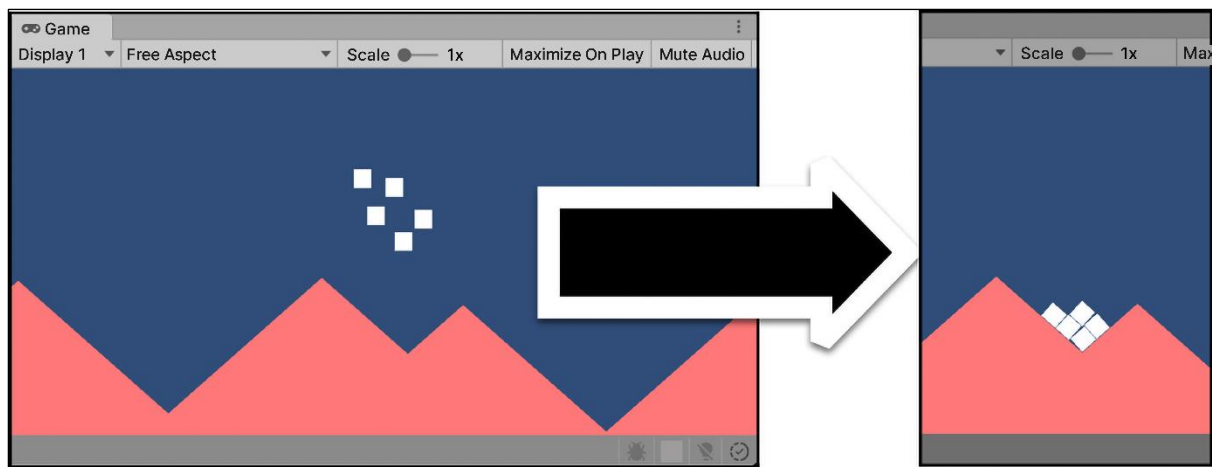 Game
Display 1 Free Aspect Scale 1x Maximize On Play Mute Audio
Scale 1x Max